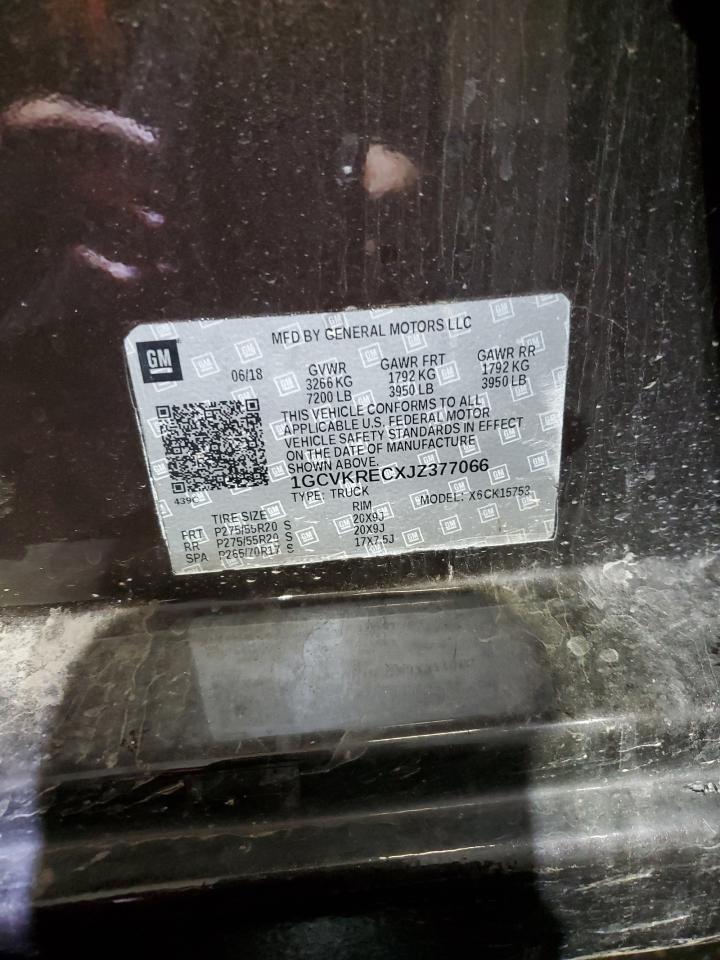 MFD BY GENERAL MOTORS LLC
GM
06/18
GVWR GAWR FRT GAWR RR
3266 KG 1792 KG 1792 KG
7200 LB 3950 LB 3950 LB
THIS VEHICLE CONFORMS TO ALL
APPLICABLE U.S. FEDERAL MOTOR
VEHICLE SAFETY STANDARDS IN EFFECT
ON THE DATE OF MANUFACTURE
SHOWN ABOVE.
1GCVKRECXJZ377066
439C
TYPE: TRUCK MODEL: X6CK15753
TIRE SIZE RIM
FRT P275/55R20 S 20X9J
RR P275/55R20 S 20X9J
SPA P265/70R17 S 17X7.5J